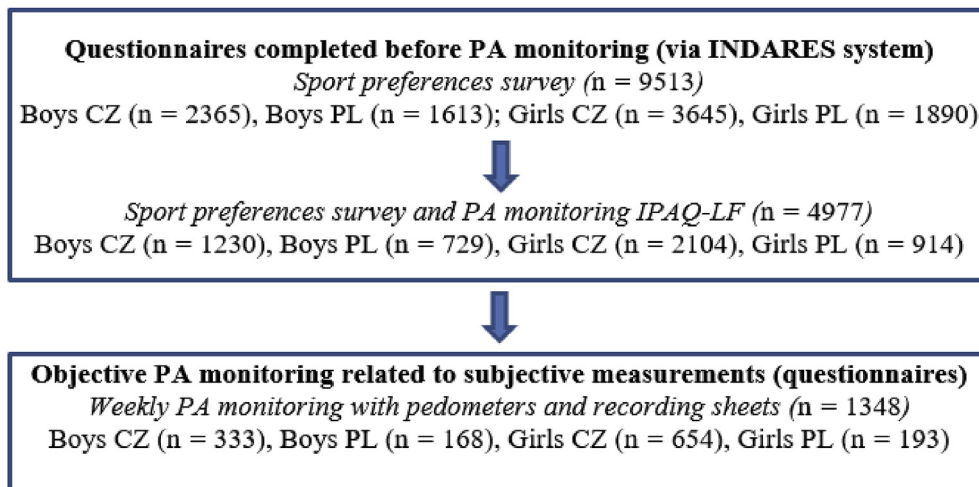 Questionnaires completed before PA monitoring (via INDARES system)
Sport preferences survey (n = 9513)
Boys CZ (n = 2365), Boys PL (n = 1613); Girls CZ (n = 3645), Girls PL (n = 1890)
Sport preferences survey and PA monitoring IPAQ-LF (n = 4977)
Boys CZ (n = 1230), Boys PL (n = 729), Girls CZ (n = 2104), Girls PL (n = 914)
Objective PA monitoring related to subjective measurements (questionnaires)
Weekly PA monitoring with pedometers and recording sheets (n = 1348)
Boys CZ (n = 333), Boys PL (n = 168), Girls CZ (n = 654), Girls PL (n = 193)